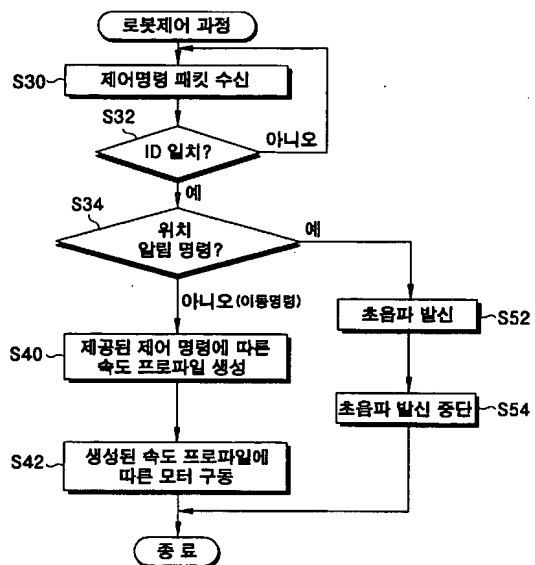 로봇제어 과정
S30
제어명령 패킷 수신
S32
ID 일치?
아니오
예
S34
위치
알림 명령?
예
아니오 (이동명령)
초음파 발신
S52
S40
제공된 제어 명령에 따른
속도 프로파일 생성
초음파 발신 중단
S54
S42
생성된 속도 프로파일에
따른 모터 구동
종 료